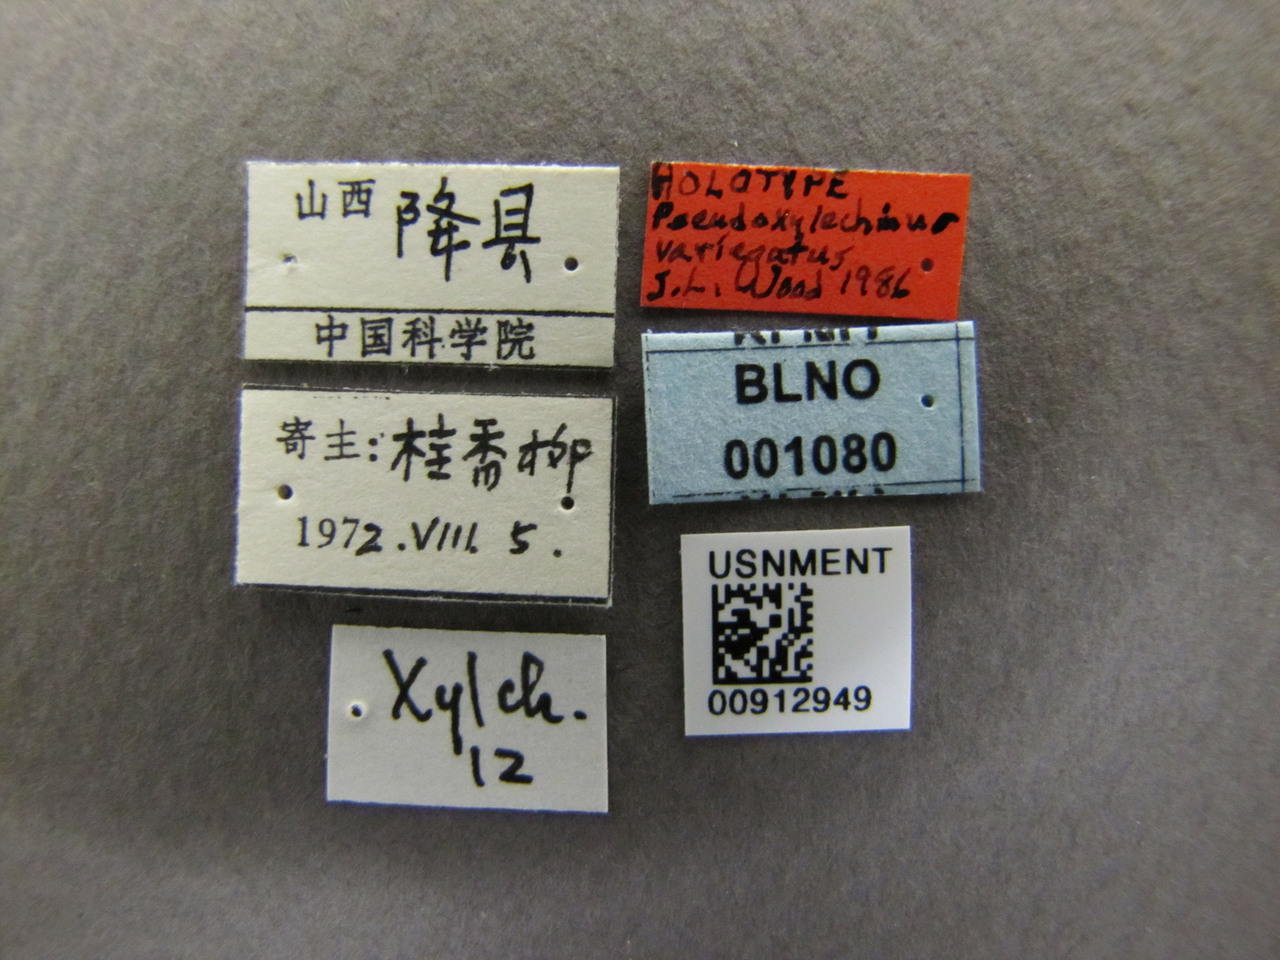 山西 降县
中国科学院
寄主: 桂香柳
1972.VIII. 5.
Xylch.
12
HOLOTYPE
Pseudoxylechinus
variegatus
S.L. Wood 1986
BLNO
001080
USNMENT
00912949